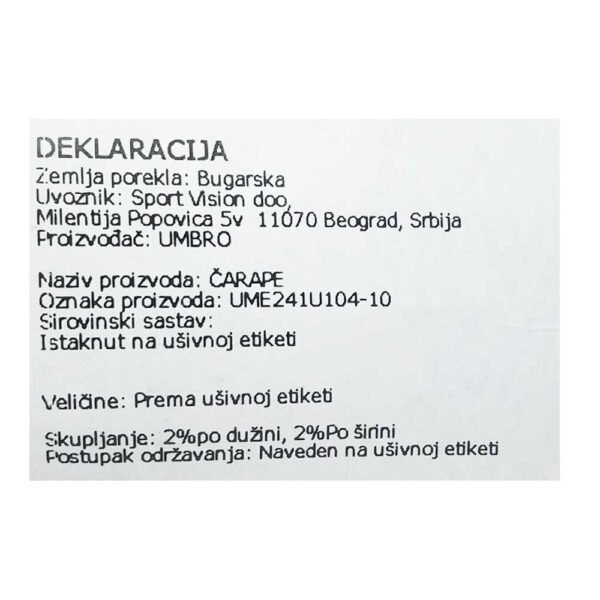 DEKLARACIJA
Zemlja porekla: Bugarska
Uvoznik: Sport Vision doo,
Milentija Popovica 5v 11070 Beograd, Srbija
Proizvođač: UMBRO
Naziv proizvoda: ČARAPE
Oznaka proizvoda: UME241U104-10
Sirovinski sastav:
Istaknut na ušivnoj etiketi
Veličine: Prema ušivnoj etiketi
Skupljanje: 2%po dužini, 2%Po širini
Postupak održavanja: Naveden na ušivnoj etiketi